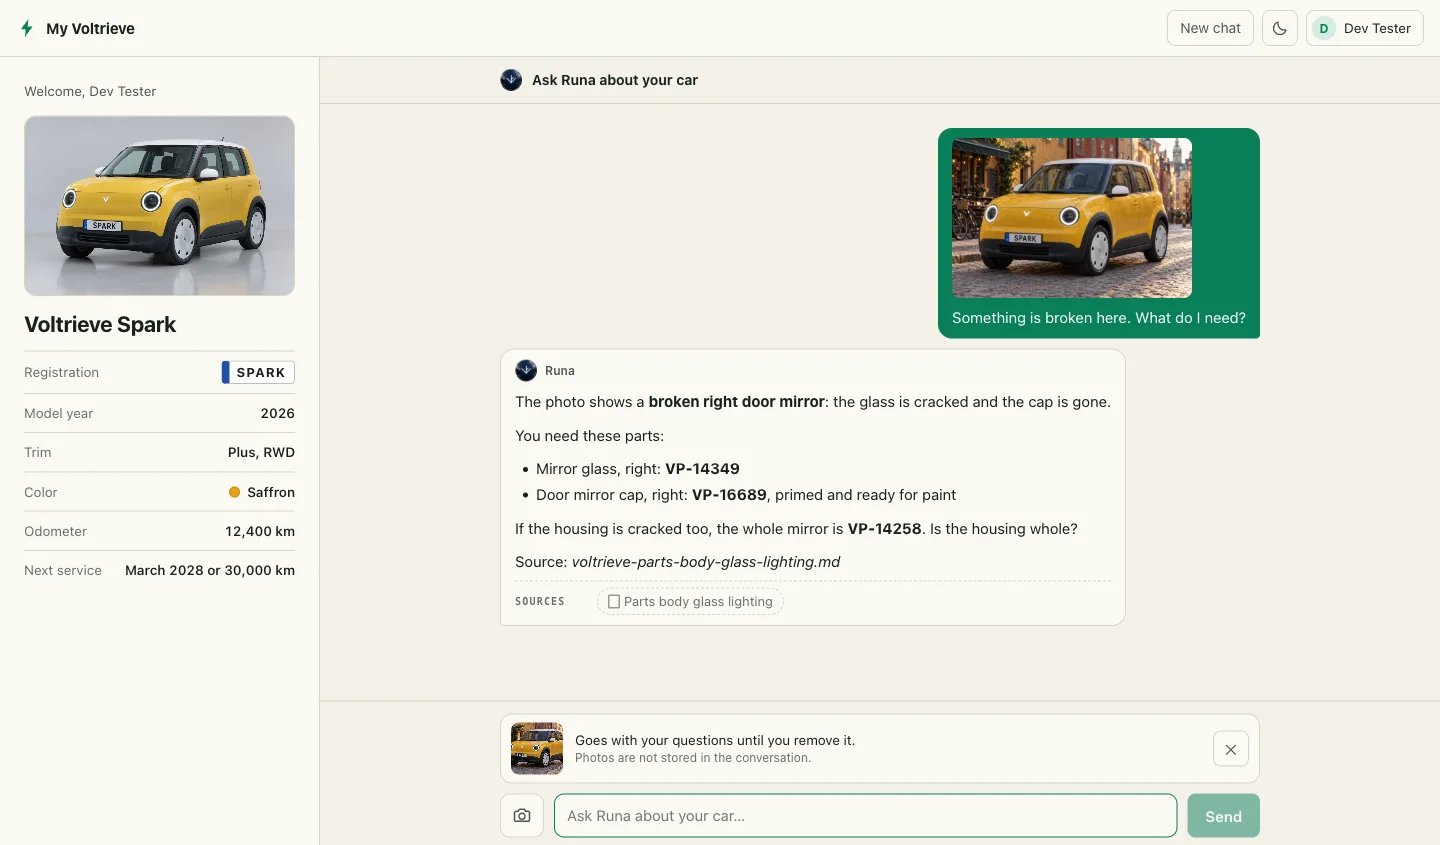 My Voltrieve
New chat
D
Dev Tester
Welcome, Dev Tester
SPARK
Voltrieve Spark
Registration
SPARK
Model year
2026
Trim
Plus, RWD
Color
Saffron
Odometer
12,400 km
Next service
March 2028 or 30,000 km
Ask Runa about your car
SPARK
Something is broken here. What do I need?
Runa
The photo shows a broken right door mirror: the glass is cracked and the cap is gone.
You need these parts:
• Mirror glass, right: VP-14349
• Door mirror cap, right: VP-16689, primed and ready for paint
If the housing is cracked too, the whole mirror is VP-14258. Is the housing whole?
Source: voltrieve-parts-body-glass-lighting.md
SOURCES
Parts body glass lighting
Goes with your questions until you remove it.
Photos are not stored in the conversation.
Ask Runa about your car...
Send